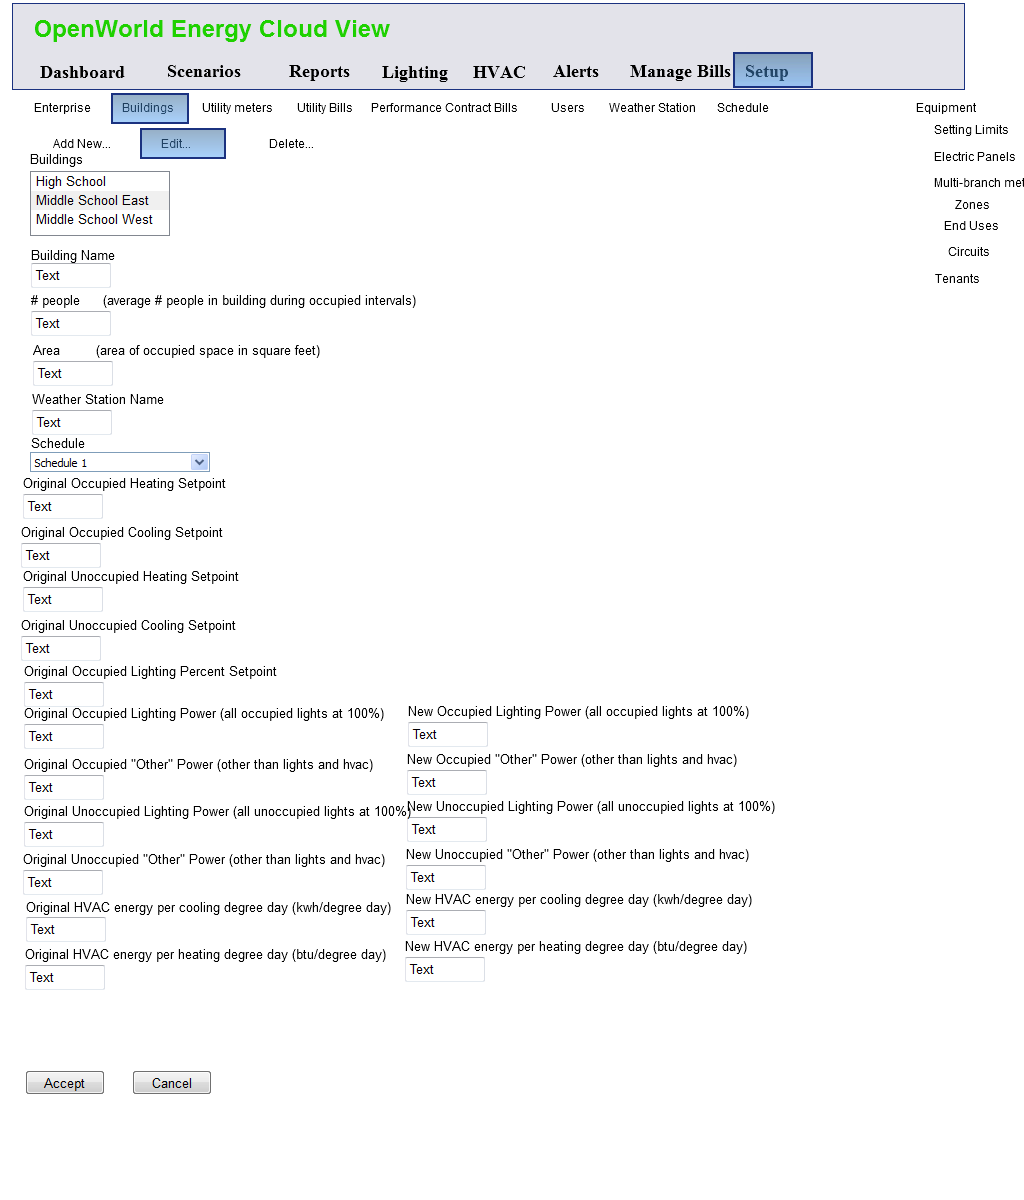 OpenWorld Energy Cloud View
Dashboard Scenarios Reports Lighting HVAC Alerts Manage Bills Setup
Enterprise Buildings Utility meters Utility Bills Performance Contract Bills Users Weather Station Schedule Equipment
Setting Limits
Add New... Edit... Delete...
Electric Panels
Buildings
High School
Multi-branch met
Middle School East
Zones
Middle School West
End Uses
Circuits
Building Name
Text
Tenants
# people (average # people in building during occupied intervals)
Text
Area (area of occupied space in square feet)
Text
Weather Station Name
Text
Schedule
Schedule 1
Original Occupied Heating Setpoint
Text
Original Occupied Cooling Setpoint
Text
Original Unoccupied Heating Setpoint
Text
Original Unoccupied Cooling Setpoint
Text
Original Occupied Lighting Percent Setpoint
Text
Original Occupied Lighting Power (all occupied lights at 100%) New Occupied Lighting Power (all occupied lights at 100%)
Text Text
Original Occupied "Other" Power (other than lights and hvac) New Occupied "Other" Power (other than lights and hvac)
Text Text
Original Unoccupied Lighting Power (all unoccupied lights at 100%) New Unoccupied Lighting Power (all unoccupied lights at 100%)
Text Text
Original Unoccupied "Other" Power (other than lights and hvac) New Unoccupied "Other" Power (other than lights and hvac)
Text Text
Original HVAC energy per cooling degree day (kwh/degree day) New HVAC energy per cooling degree day (kwh/degree day)
Text Text
Original HVAC energy per heating degree day (btu/degree day) New HVAC energy per heating degree day (btu/degree day)
Text Text
Accept Cancel